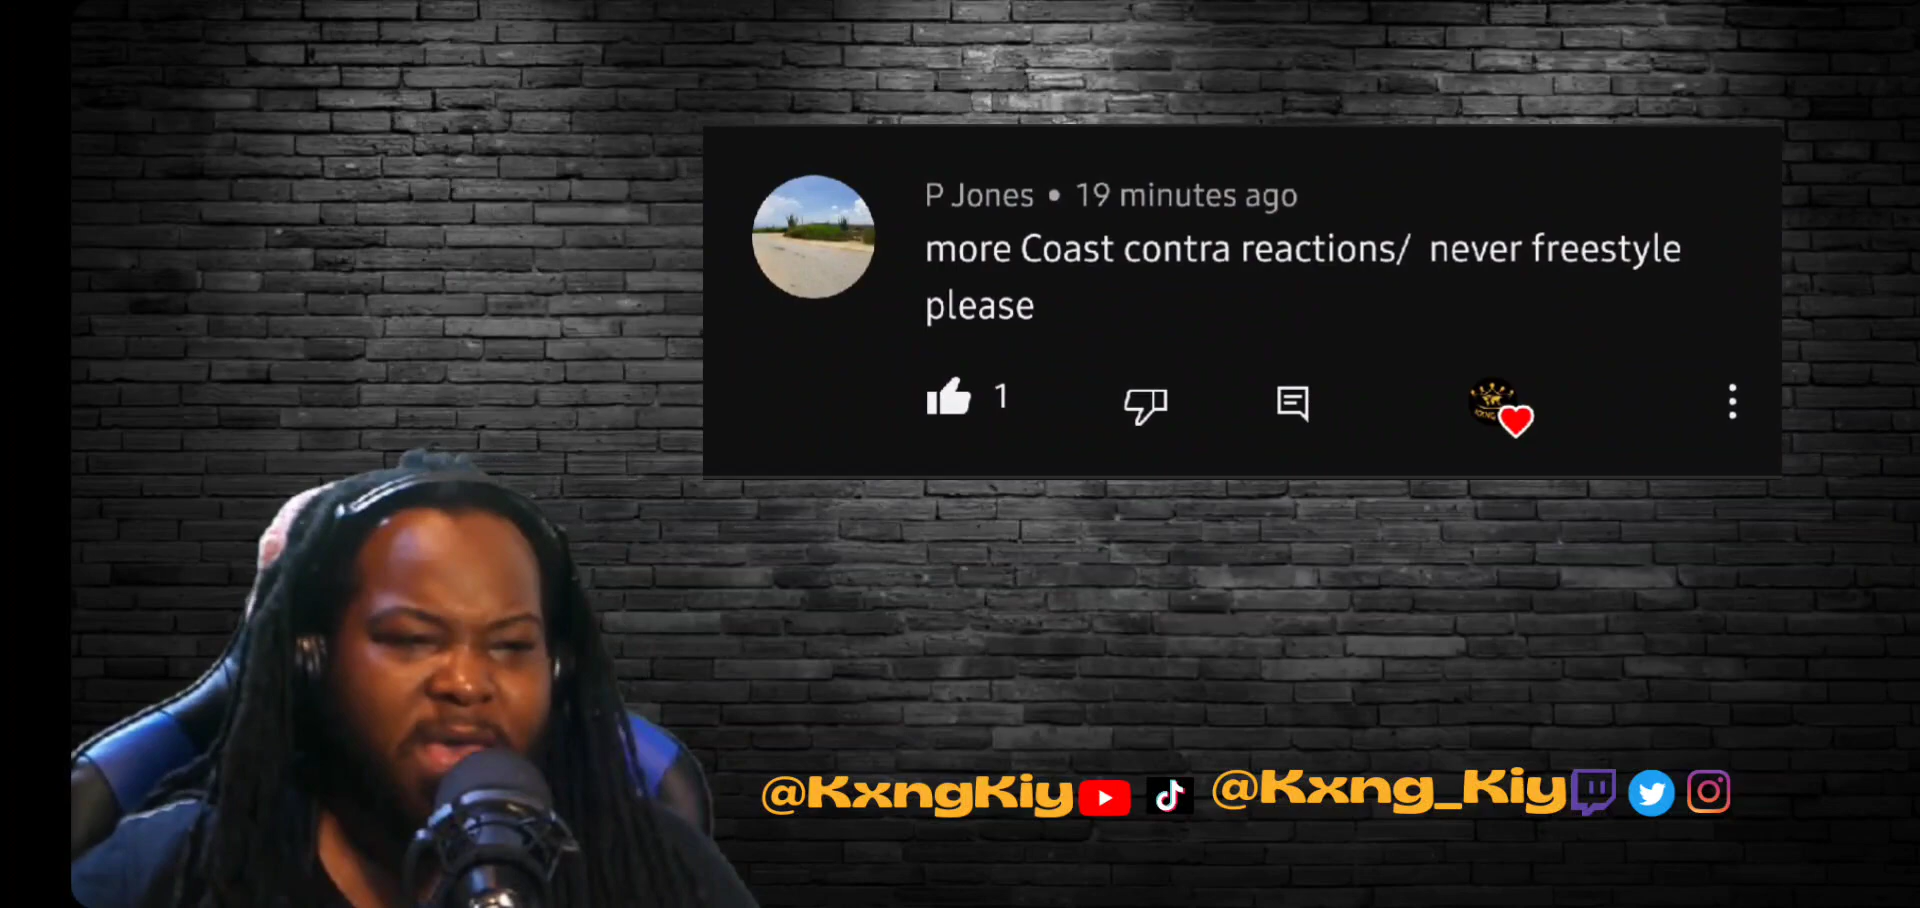 P Jones • 19 minutes ago
more Coast contra reactions/ never freestyle
please
1
@KxngKiy @Kxng_Kiy